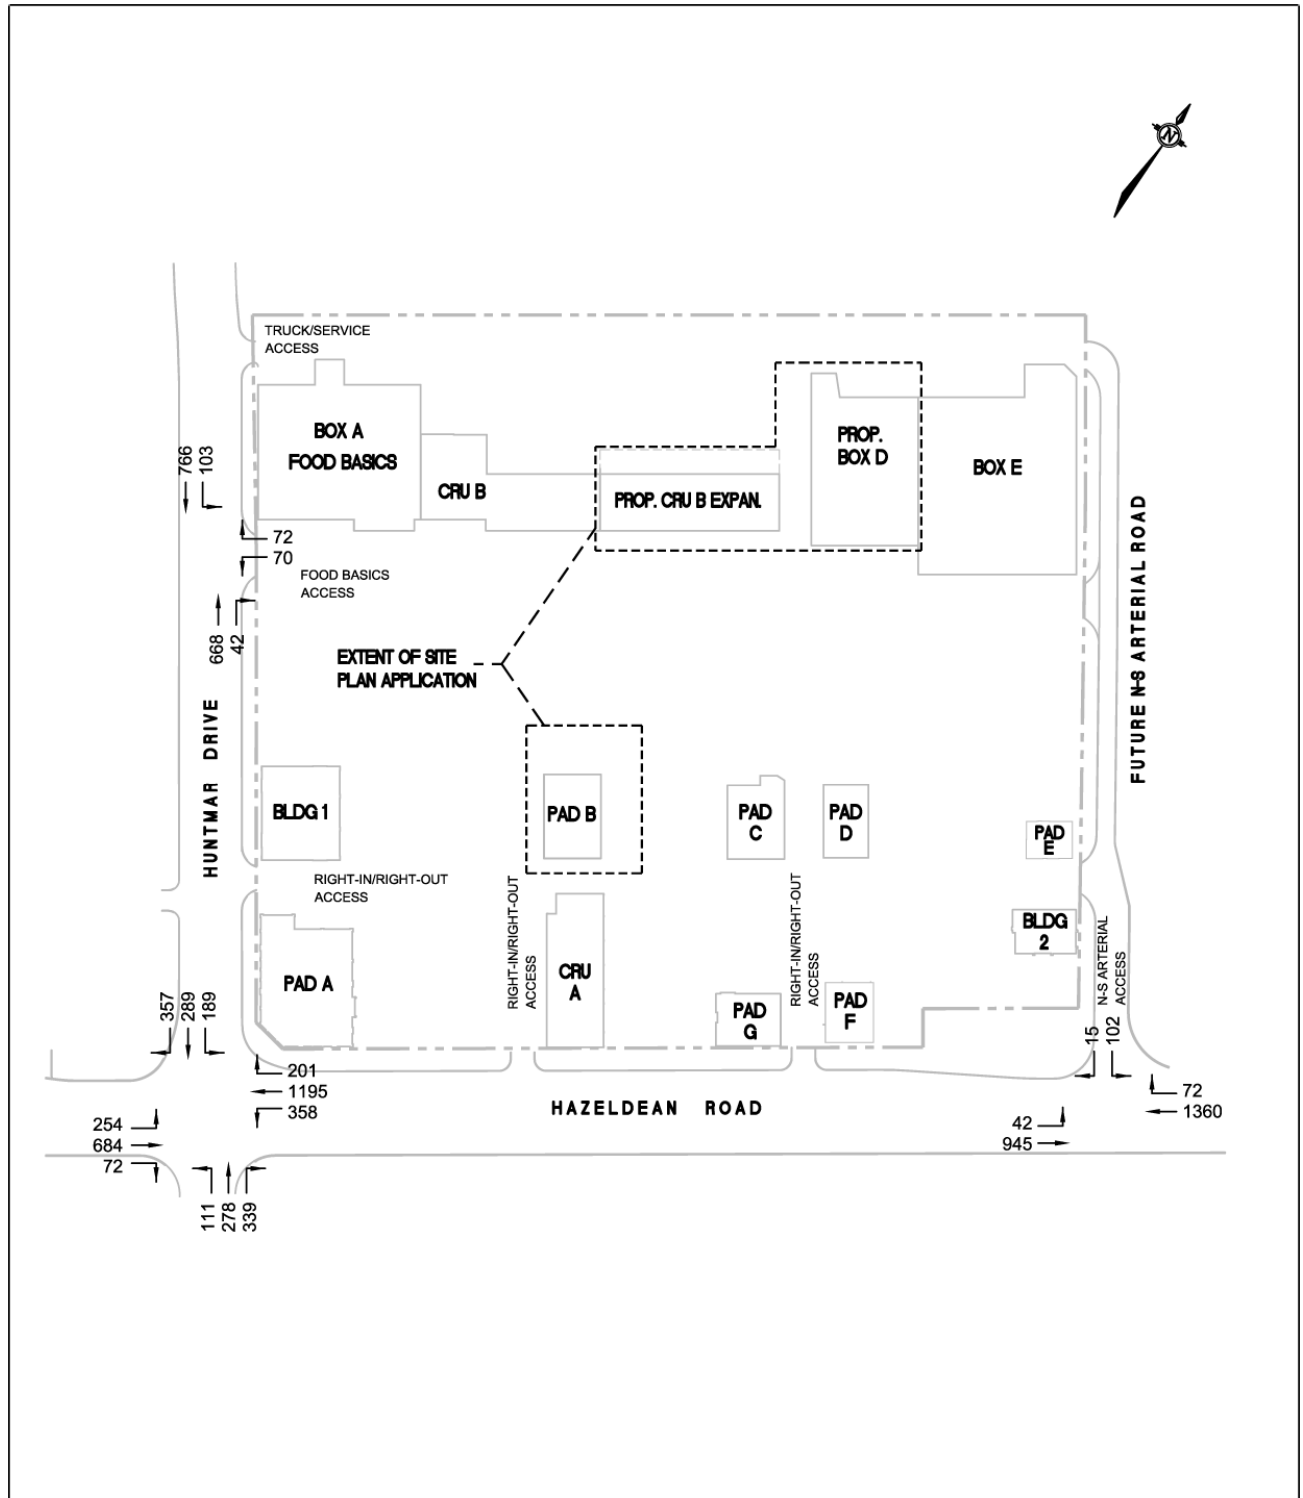 N
TRUCK/SERVICE
ACCESS
BOX A
FOOD BASICS
CRU B
PROP. CRU B EXPAN.
PROP.
BOX D
BOX E
766
103
72
70
FOOD BASICS
ACCESS
668
42
EXTENT OF SITE
PLAN APPLICATION
HUNTMAR DRIVE
FUTURE N-S ARTERIAL ROAD
BLDG 1
PAD B
PAD
C
PAD
D
PAD
E
RIGHT-IN/RIGHT-OUT
ACCESS
RIGHT-IN/RIGHT-OUT
ACCESS
RIGHT-IN/RIGHT-OUT
ACCESS
BLDG
2
N-S ARTERIAL
ACCESS
PAD A
CRU
A
PAD
G
PAD
F
357
289
189
15
102
201
1195
358
HAZELDEAN ROAD
72
1360
254
684
72
42
945
111
278
339